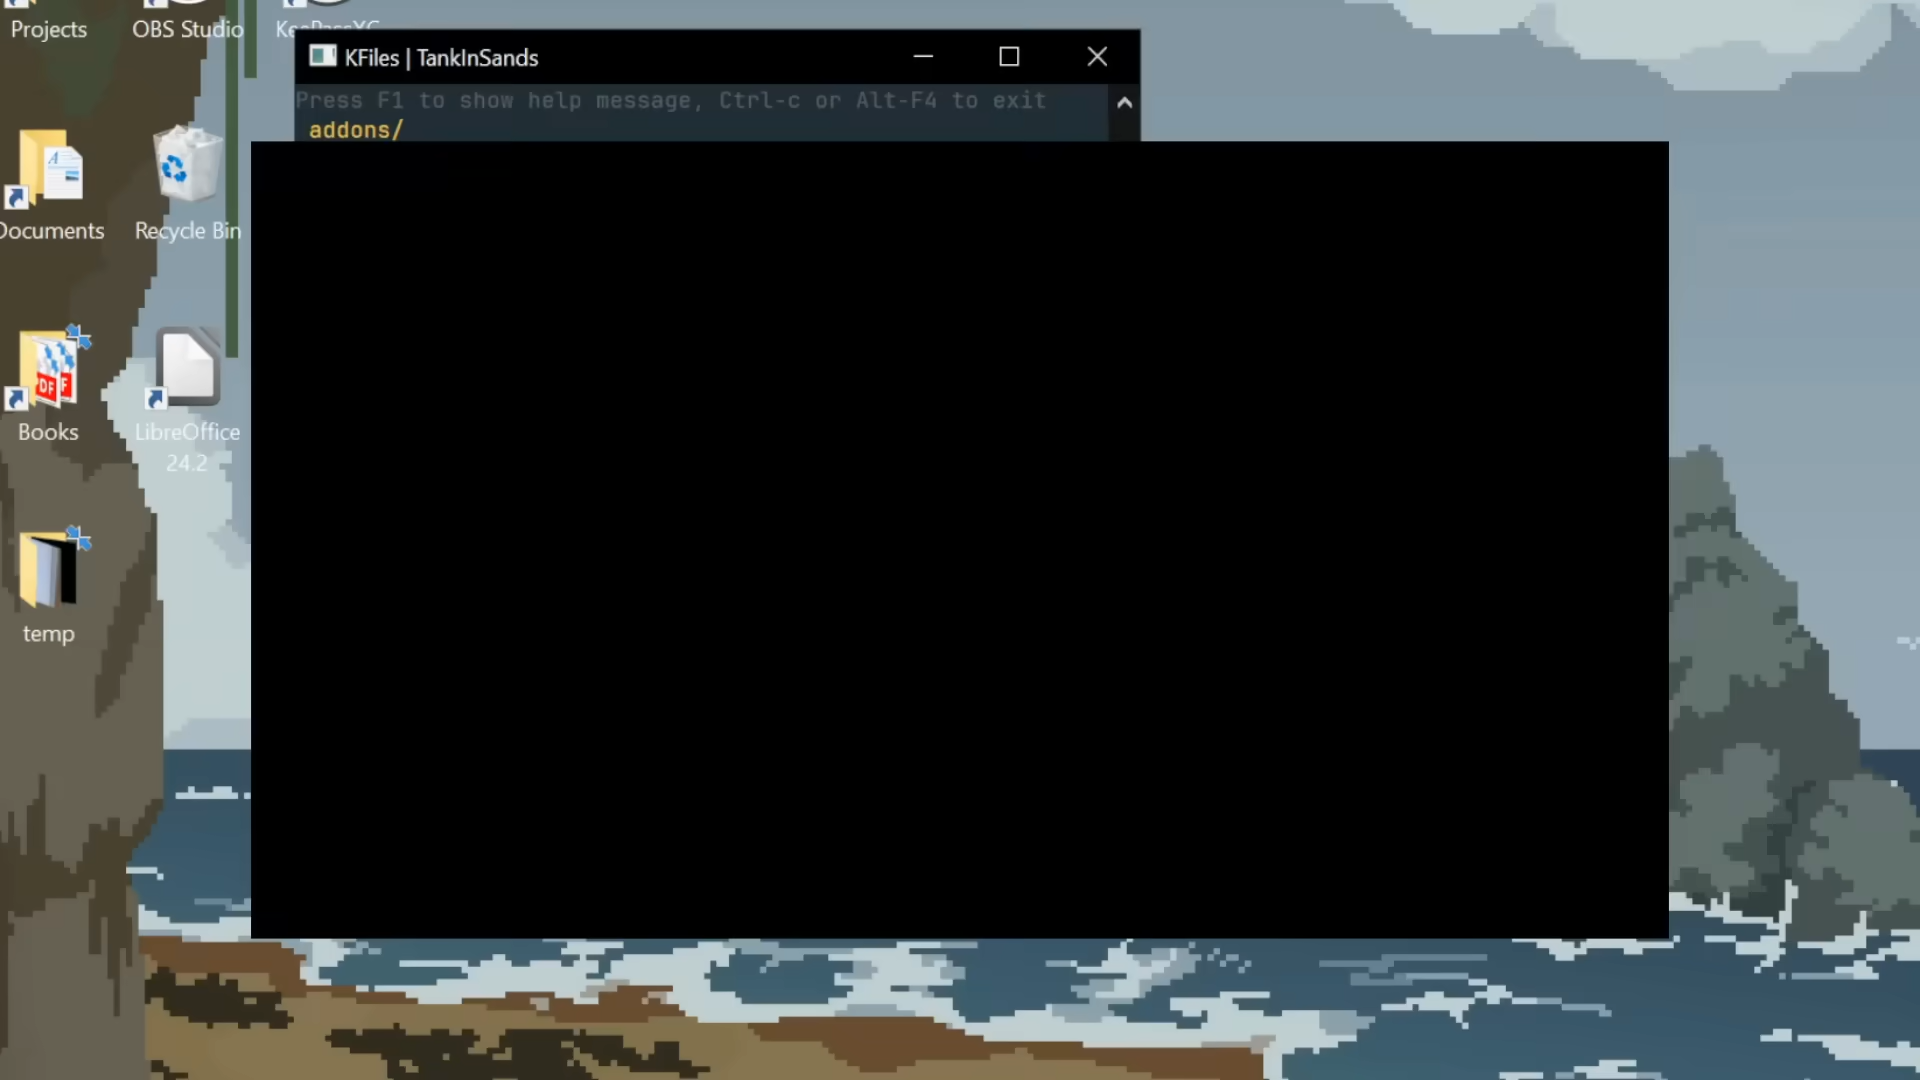 Projects
OBS Studio
KeePassXC
KFiles | TankInSands
Press F1 to show help message, Ctrl-c or Alt-F4 to exit
addons/
Documents
Recycle Bin
Books
LibreOffice
24.2
temp